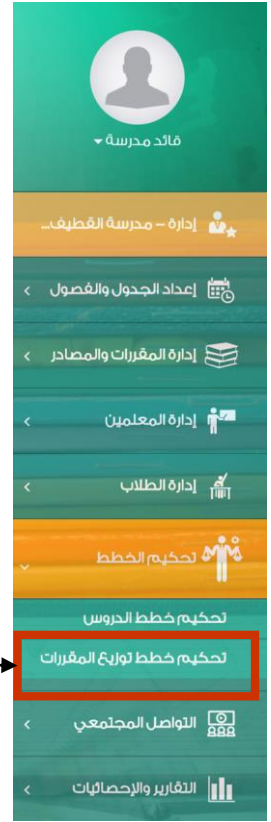 قائد مدرسة
إدارة – مدرسة القطيف...
إعداد الجدول والفصول
إدارة المقررات والمصادر
إدارة المعلمين
إدارة الطلاب
تحكيم الخطط
تحكيم خطط الدروس
تحكيم خطط توزيع المقررات
التواصل المجتمعي
التقارير والإحصائيات